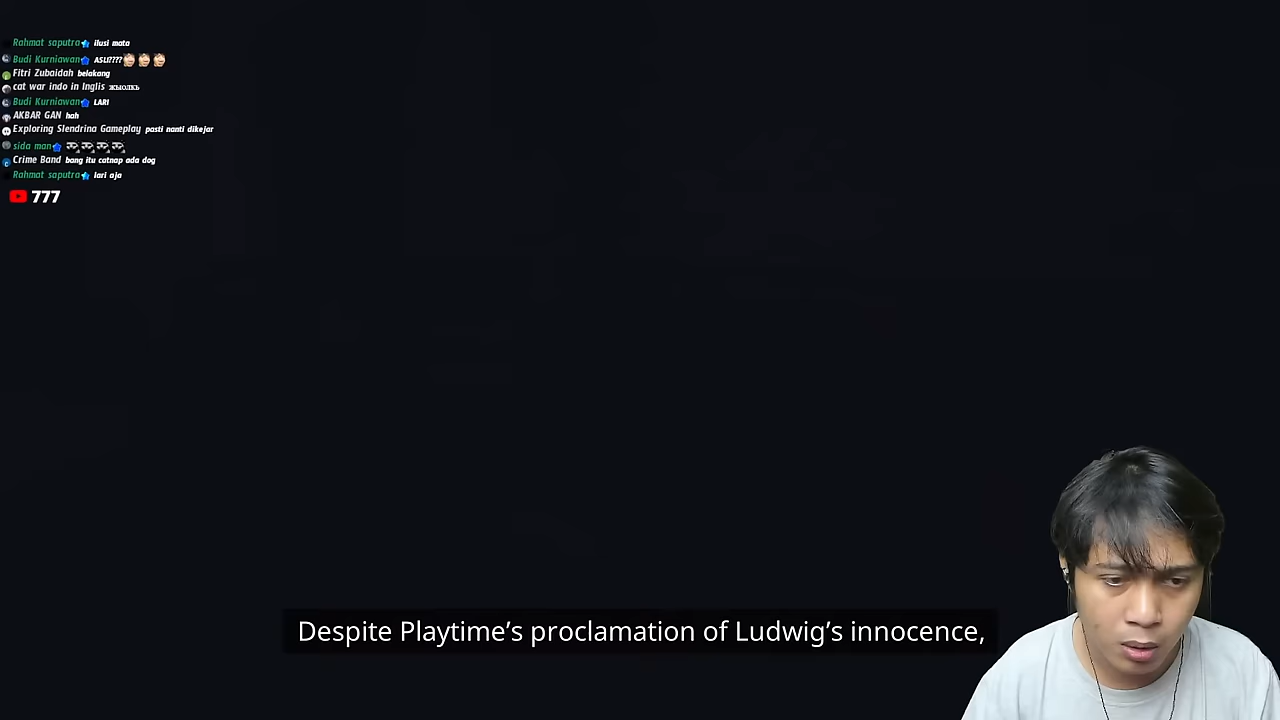 Rahmat saputra ilusi mata
Budi Kurniawan ASLI????
Fitri Zubaidah belakang
cat war indo in Inglis жыолкь
Budi Kurniawan LARI
AKBAR GAN hah
Exploring Slendrina Gameplay pasti nanti dikejar
sida man
Crime Band bang itu catnap ada dog
Rahmat saputra lari aja
777
Despite Playtime’s proclamation of Ludwig’s innocence,